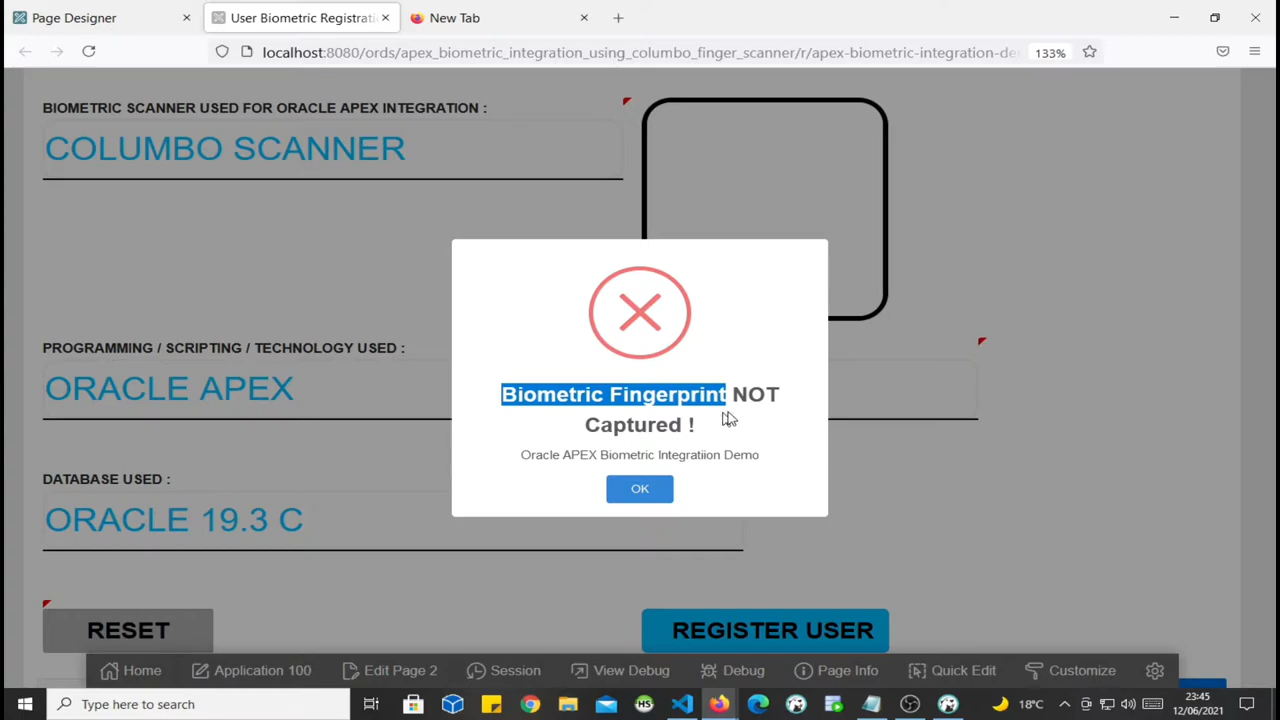 Page Designer
User Biometric Registrati
New Tab
localhost:8080/ords/apex_biometric_integration_using_columbo_finger_scanner/r/apex-biometric-integration-de
133%
BIOMETRIC SCANNER USED FOR ORACLE APEX INTEGRATION :
COLUMBO SCANNER
PROGRAMMING / SCRIPTING / TECHNOLOGY USED :
ORACLE APEX
Biometric Fingerprint NOT
Captured !
Oracle APEX Biometric Integratiion Demo
OK
DATABASE USED :
ORACLE 19.3 C
RESET
REGISTER USER
Home
Application 100
Edit Page 2
Session
View Debug
Debug
Page Info
Quick Edit
Customize
Type here to search
HS
18°C
23:45
12/06/2021